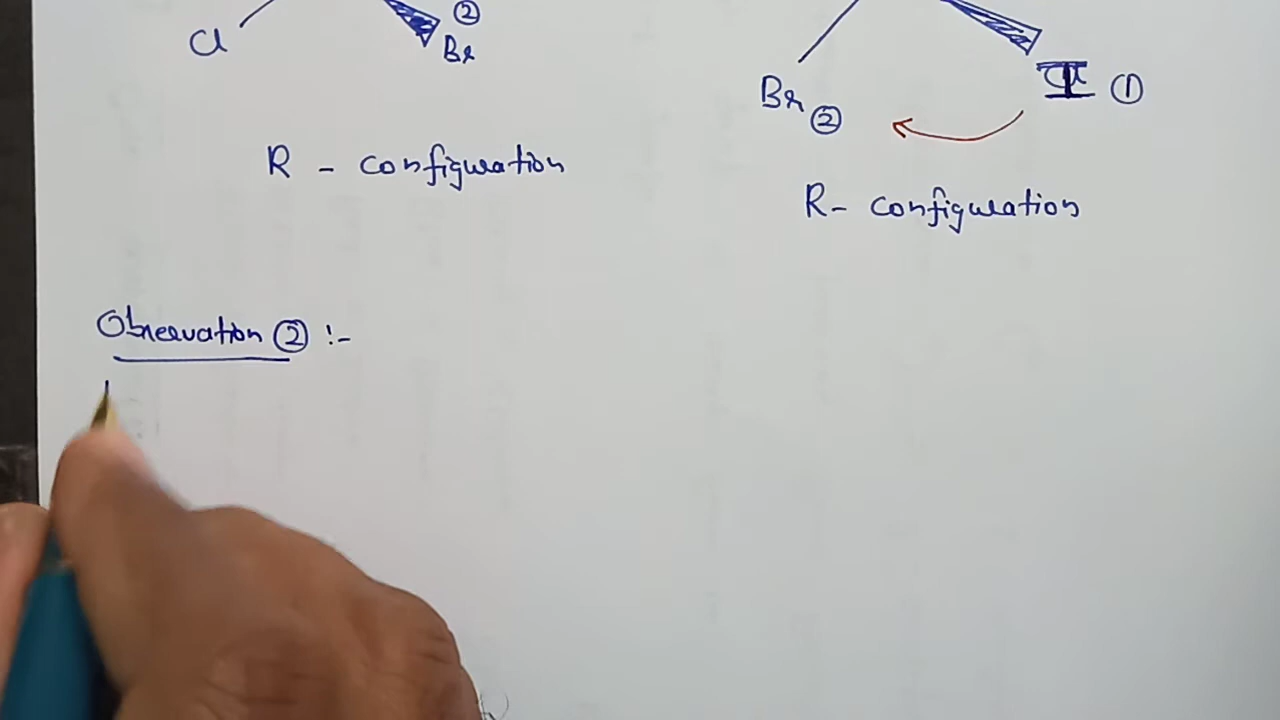 ②
Cl
Br
Br ②
I ①
R - configuration
R- configuration
Observation ② :-